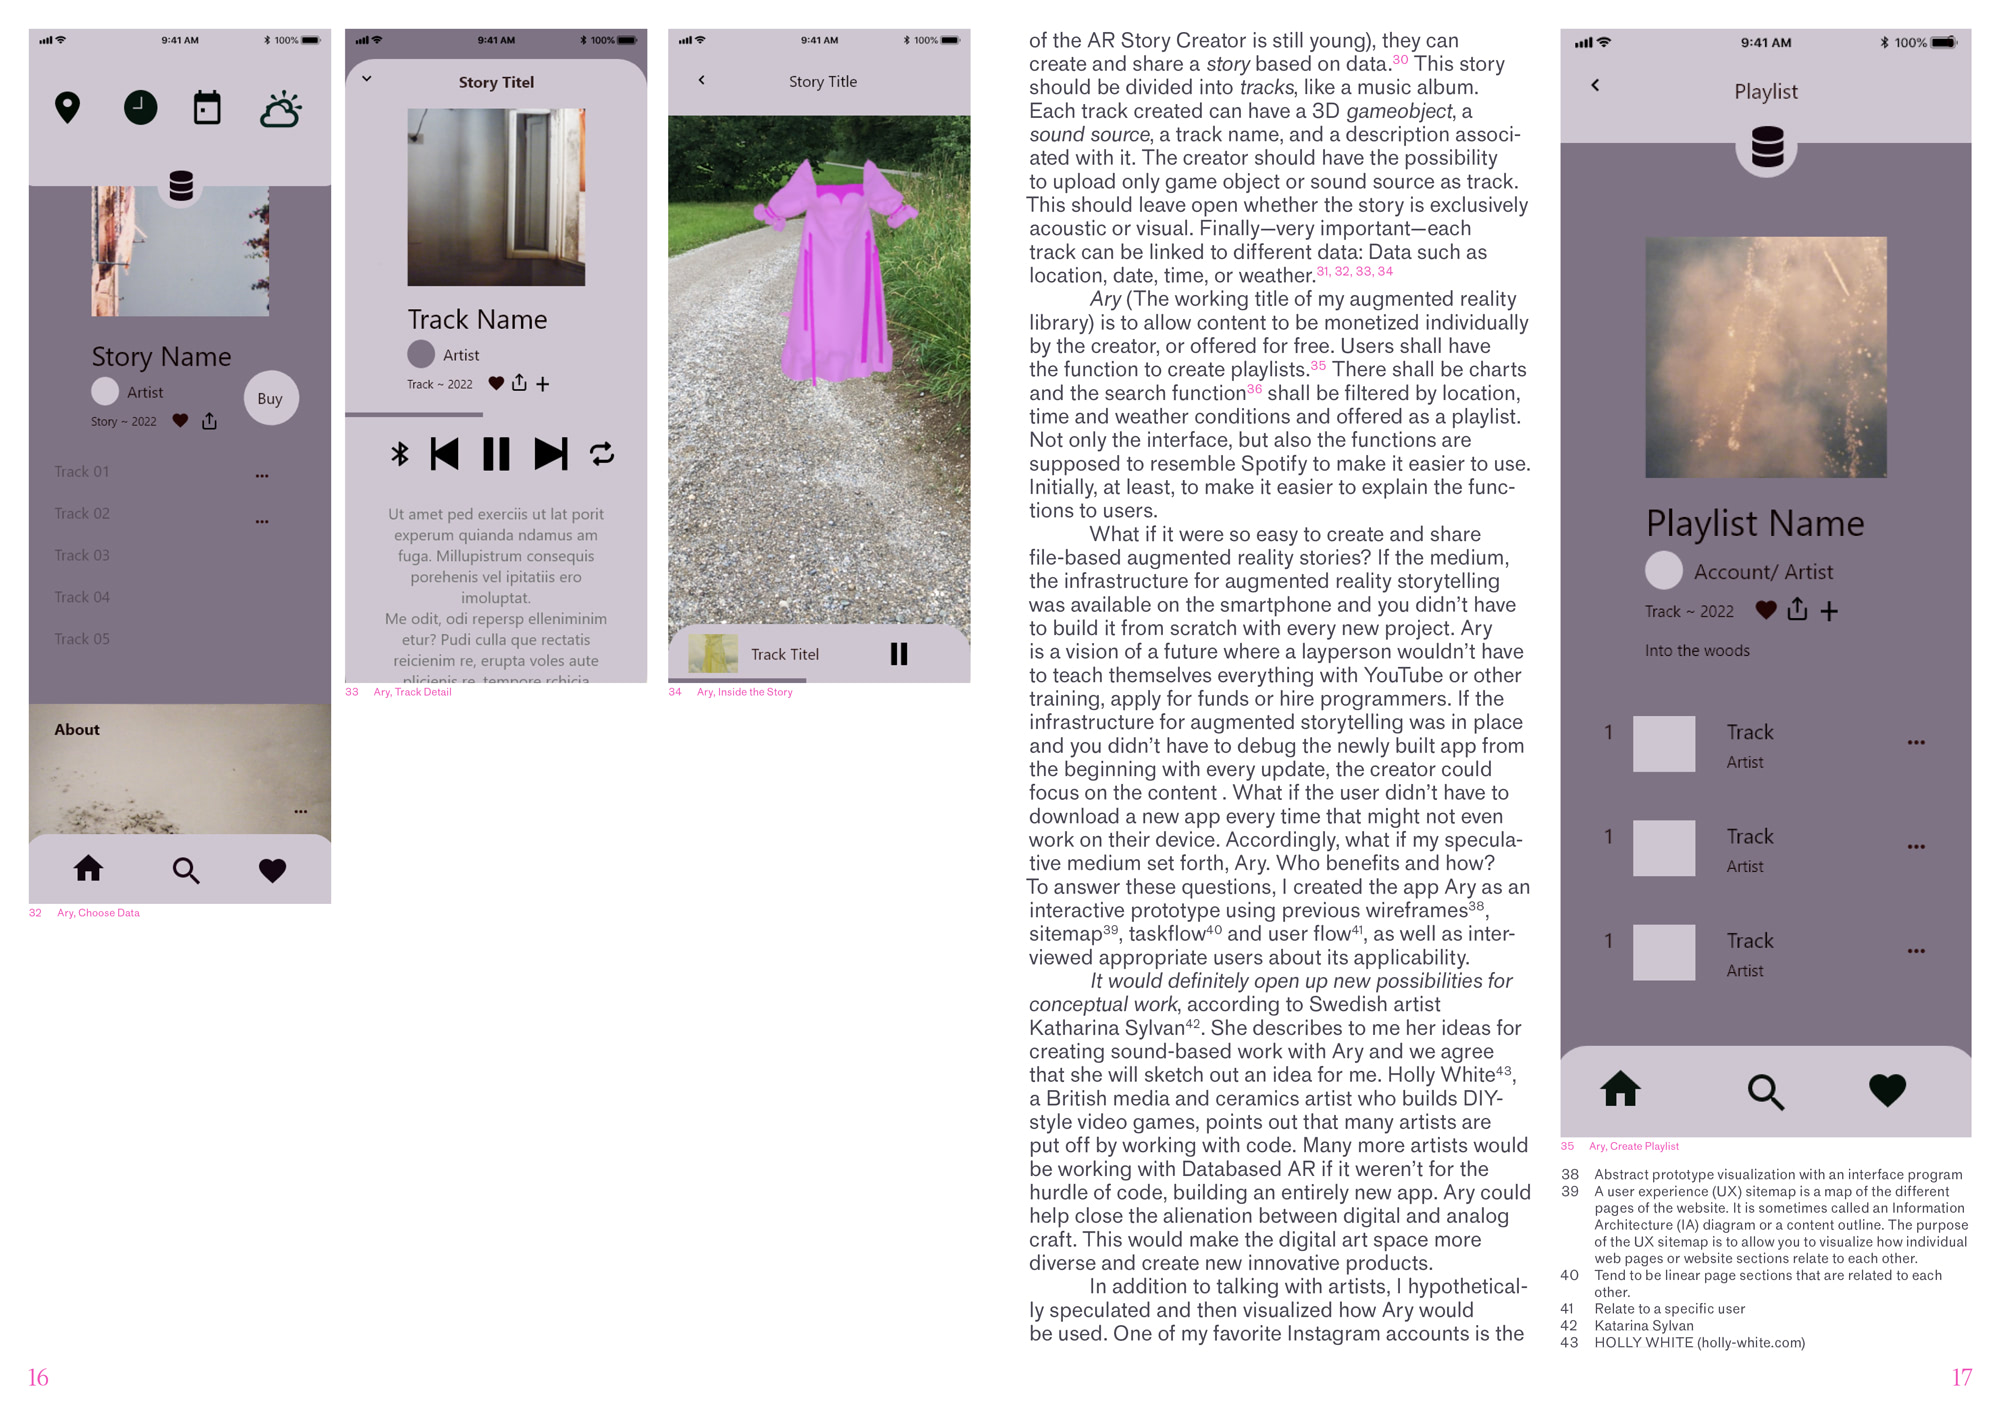 9:41 AM
100%
Story Name
Artist
Story ~ 2022
Buy
Track 01
...
Track 02
...
Track 03
Track 04
Track 05
About
...
32 Ary, Choose Data
9:41 AM
100%
Story Titel
Track Name
Artist
Track ~ 2022
Ut amet ped exerciis ut lat porit
experum quianda ndamus am
fuga. Millupistrum consequis
porehenis vel ipitatiis ero
imoluptat.
Me odit, odi repersp elleniminim
etur? Pudi culla que rectatis
reicienim re, erupta voles aute
plicienis re, tempore rchicia
33 Ary, Track Detail
9:41 AM
100%
Story Title
Track Titel
34 Ary, Inside the Story
16
of the AR Story Creator is still young), they can
create and share a story based on data.30 This story
should be divided into tracks, like a music album.
Each track created can have a 3D gameobject, a
sound source, a track name, and a description associ-
ated with it. The creator should have the possibility
to upload only game object or sound source as track.
This should leave open whether the story is exclusively
acoustic or visual. Finally—very important—each
track can be linked to different data: Data such as
location, date, time, or weather.31, 32, 33, 34
Ary (The working title of my augmented reality
library) is to allow content to be monetized individually
by the creator, or offered for free. Users shall have
the function to create playlists.35 There shall be charts
and the search function36 shall be filtered by location,
time and weather conditions and offered as a playlist.
Not only the interface, but also the functions are
supposed to resemble Spotify to make it easier to use.
Initially, at least, to make it easier to explain the func-
tions to users.
What if it were so easy to create and share
file-based augmented reality stories? If the medium,
the infrastructure for augmented reality storytelling
was available on the smartphone and you didn't have
to build it from scratch with every new project. Ary
is a vision of a future where a layperson wouldn't have
to teach themselves everything with YouTube or other
training, apply for funds or hire programmers. If the
infrastructure for augmented storytelling was in place
and you didn't have to debug the newly built app from
the beginning with every update, the creator could
focus on the content . What if the user didn't have to
download a new app every time that might not even
work on their device. Accordingly, what if my specula-
tive medium set forth, Ary. Who benefits and how?
To answer these questions, I created the app Ary as an
interactive prototype using previous wireframes38,
sitemap39, taskflow40 and user flow41, as well as inter-
viewed appropriate users about its applicability.
It would definitely open up new possibilities for
conceptual work, according to Swedish artist
Katharina Sylvan42. She describes to me her ideas for
creating sound-based work with Ary and we agree
that she will sketch out an idea for me. Holly White43,
a British media and ceramics artist who builds DIY-
style video games, points out that many artists are
put off by working with code. Many more artists would
be working with Databased AR if it weren't for the
hurdle of code, building an entirely new app. Ary could
help close the alienation between digital and analog
craft. This would make the digital art space more
diverse and create new innovative products.
In addition to talking with artists, I hypothetical-
ly speculated and then visualized how Ary would
be used. One of my favorite Instagram accounts is the
9:41 AM
100%
Playlist
Playlist Name
Account/ Artist
Track ~ 2022
Into the woods
1 Track ...
Artist
1 Track ...
Artist
1 Track ...
Artist
35 Ary, Create Playlist
38 Abstract prototype visualization with an interface program
39 A user experience (UX) sitemap is a map of the different
pages of the website. It is sometimes called an Information
Architecture (IA) diagram or a content outline. The purpose
of the UX sitemap is to allow you to visualize how individual
web pages or website sections relate to each other.
40 Tend to be linear page sections that are related to each
other.
41 Relate to a specific user
42 Katarina Sylvan
43 HOLLY WHITE (holly-white.com)
17